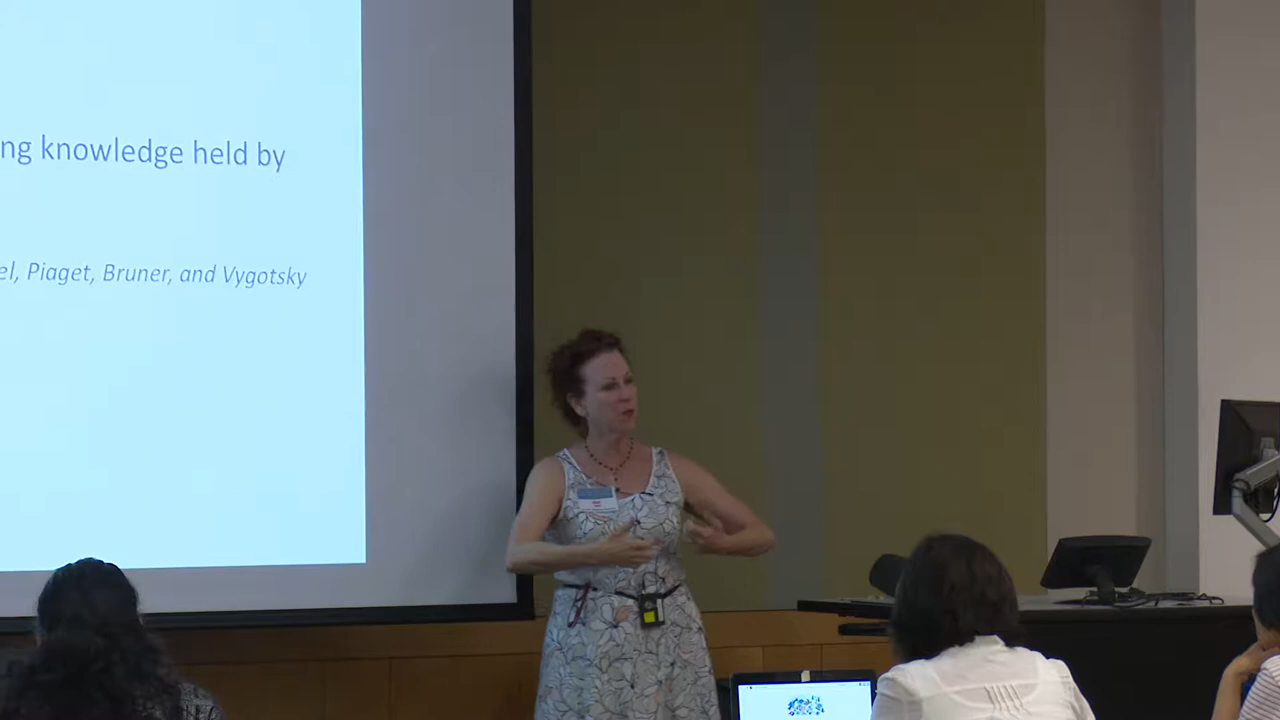 ng knowledge held by
el, Piaget, Bruner, and Vygotsky